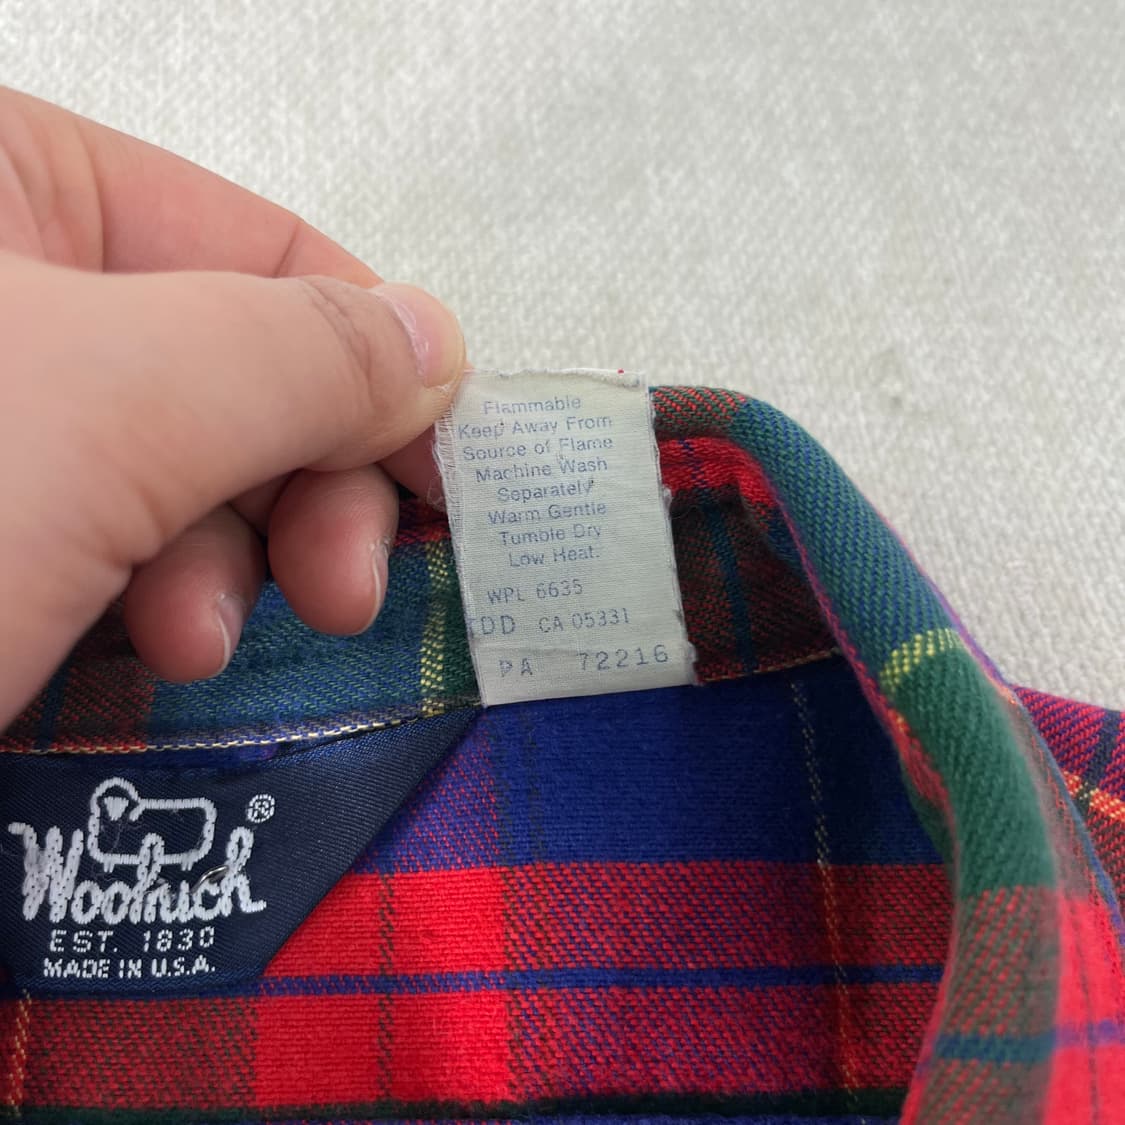 Flammable
Keep Away From
Source of Flame
Machine Wash
Separately
Warm Gentle
Tumble Dry
Low Heat.
WPL 6635
DD CA 05331
PA 72216
Woolrich®
EST. 1830
MADE IN U.S.A.